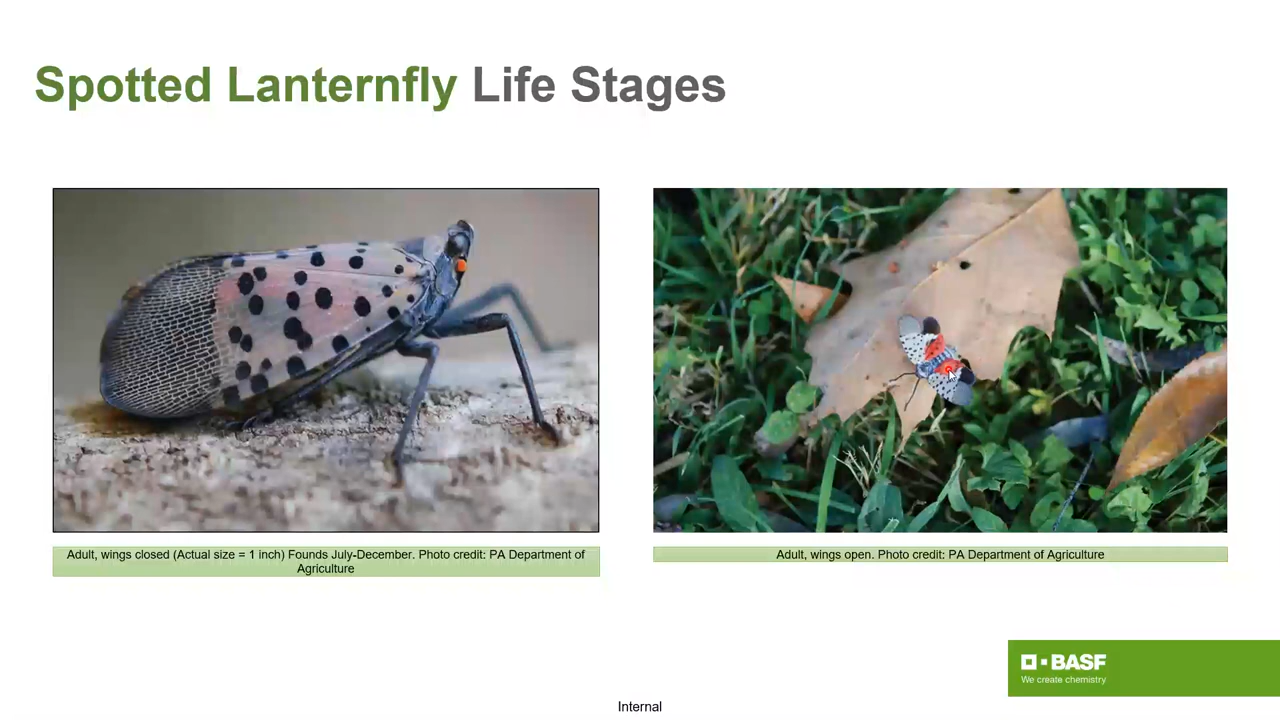 Spotted Lanternfly Life Stages
Adult, wings closed (Actual size = 1 inch) Founds July-December. Photo credit: PA Department of
Agriculture
Adult, wings open. Photo credit: PA Department of Agriculture
BASF
We create chemistry
Internal